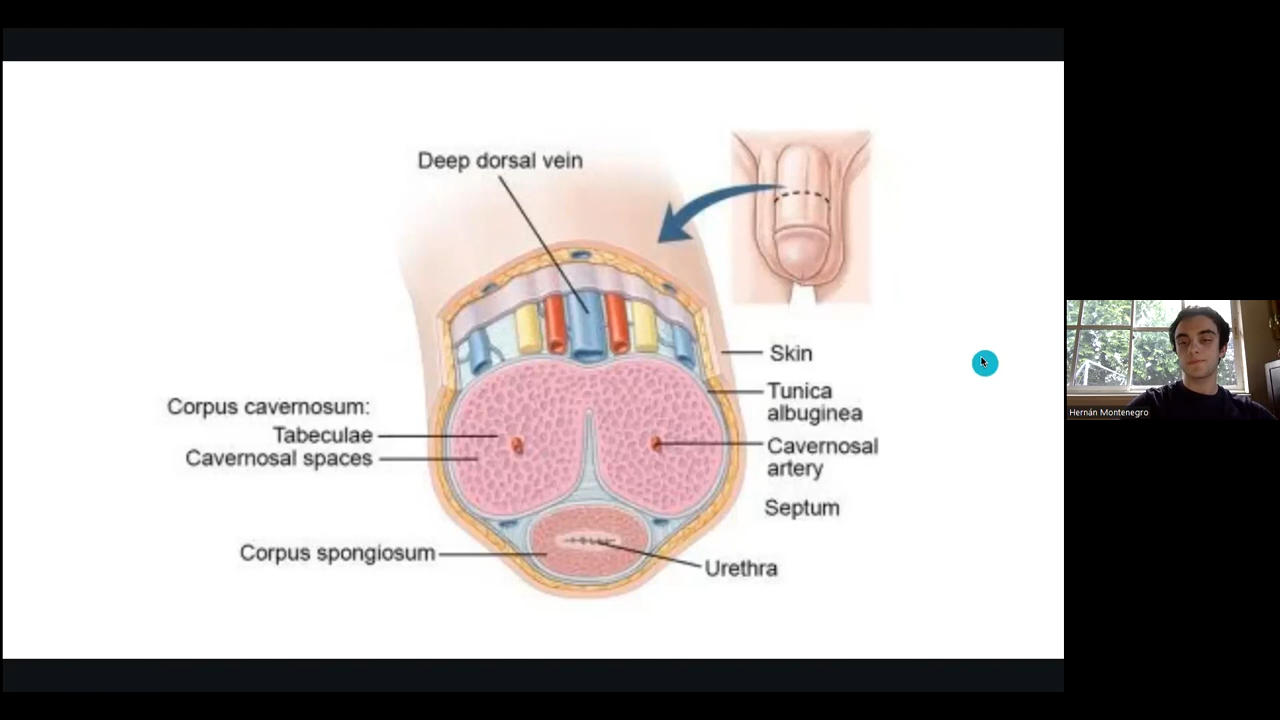 Deep dorsal vein
Skin
Tunica
albuginea
Corpus cavernosum:
Tabeculae
Cavernosal spaces
Cavernosal
artery
Septum
Corpus spongiosum
Urethra
Hernán Montenegro